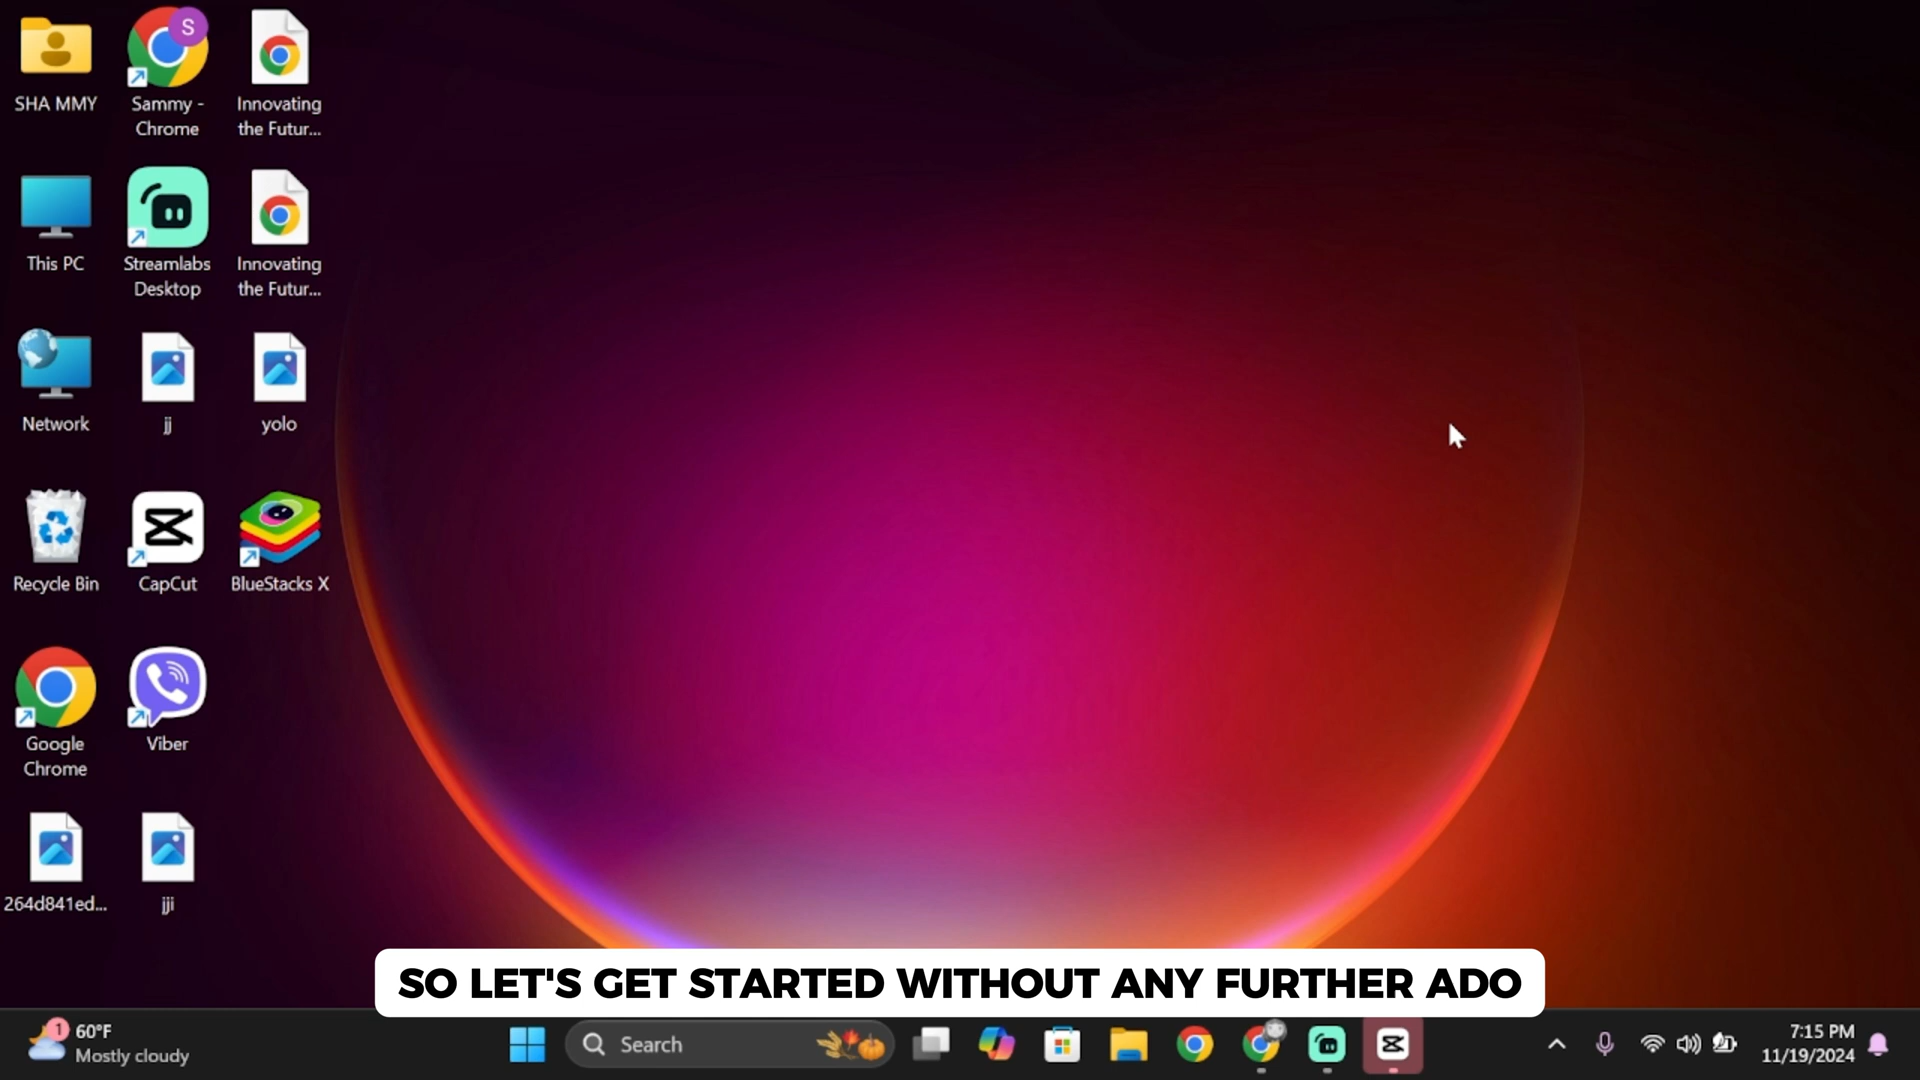 SHA MMY
Sammy -
Chrome
S
Innovating
the Futur...
This PC
Streamlabs
Desktop
Innovating
the Futur...
Network
jj
yolo
Recycle Bin
CapCut
BlueStacks X
Google
Chrome
Viber
264d841ed...
jji
SO LET'S GET STARTED WITHOUT ANY FURTHER ADO
1
60°F
Mostly cloudy
Search
7:15 PM
11/19/2024